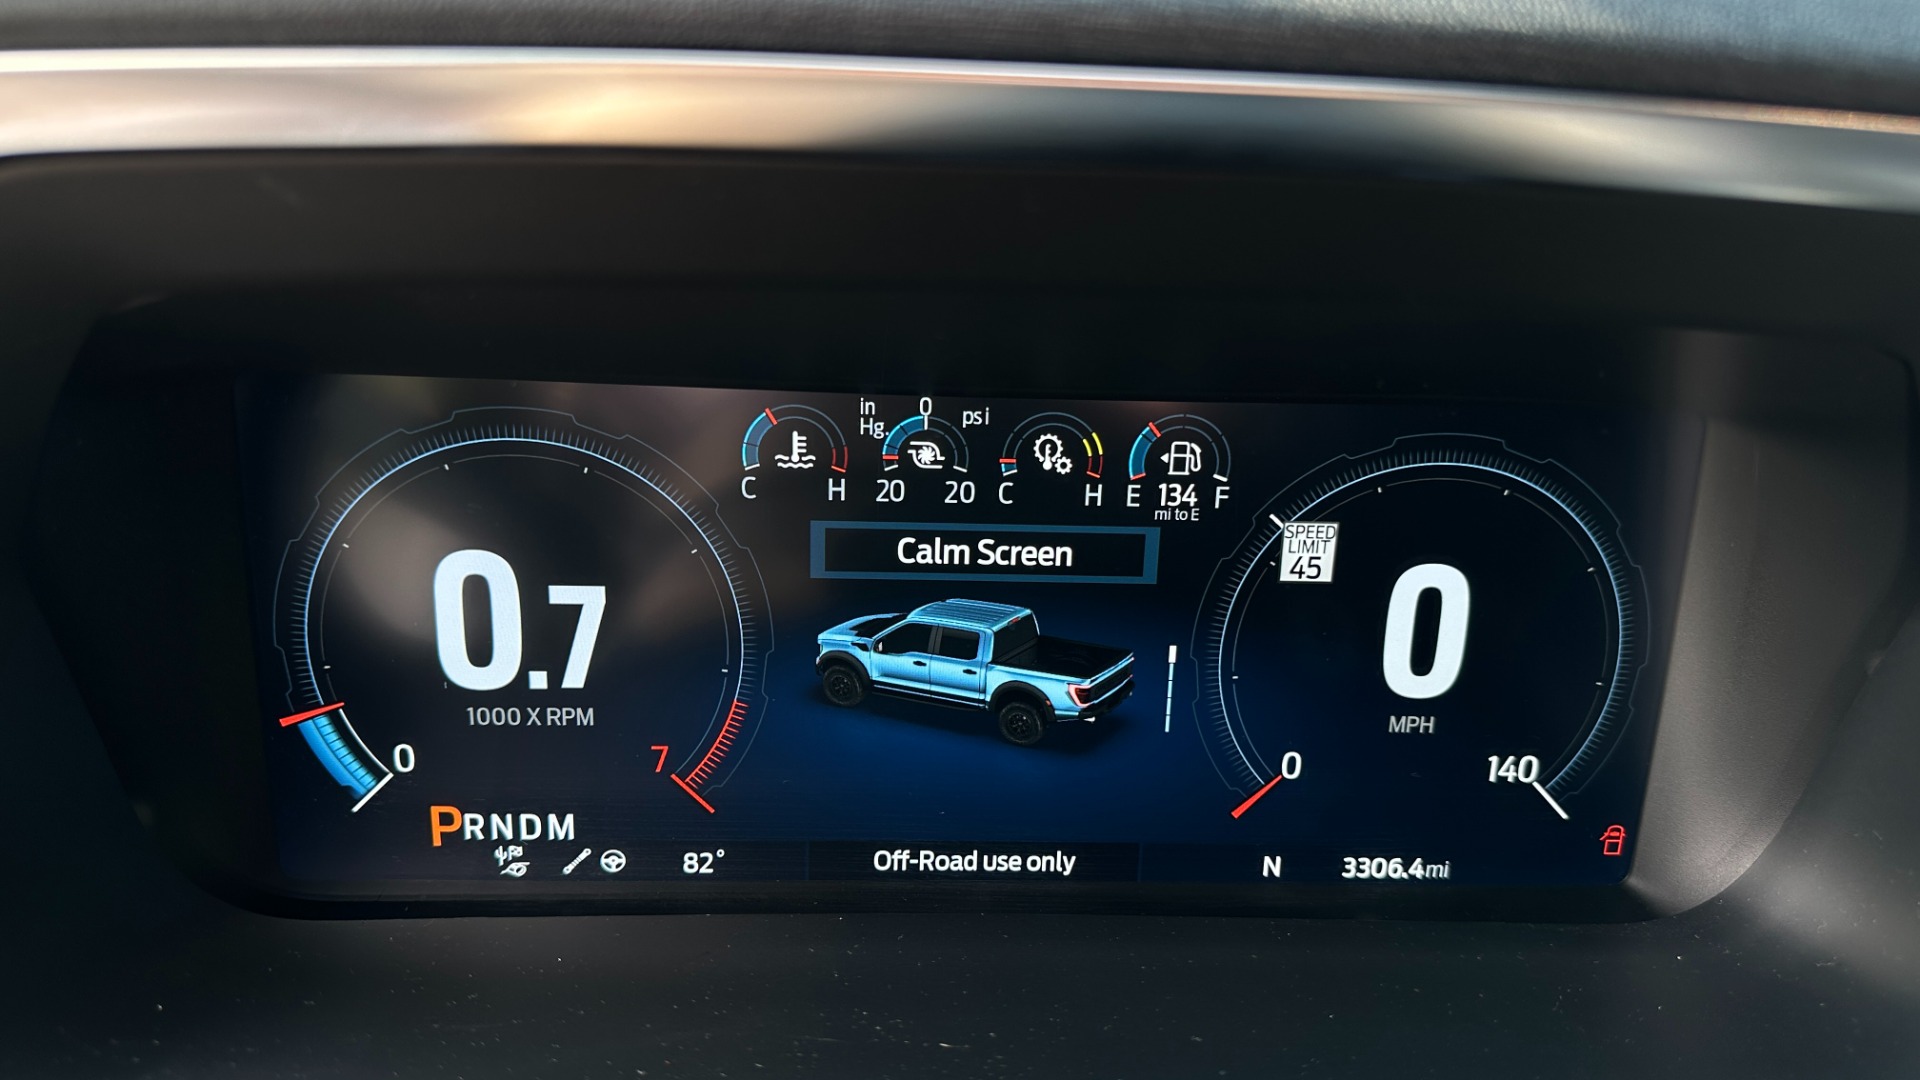 in
Hg.
0
psi
C
H
20
20
C
H
E
134
mi to E
F
Calm Screen
SPEED
LIMIT
45
0.7
1000 X RPM
0
7
0
MPH
0
140
PRNDM
82°
Off-Road use only
N
3306.4mi